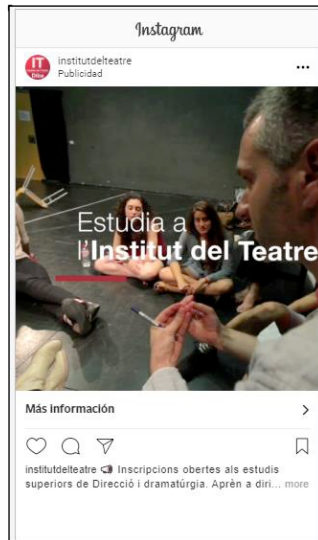 Instagram
IT
institutdelteatre
Publicidad
Estudia a
l'Institut del Teatre
Más información
institutdelteatre Inscripcions obertes als estudis
superiors de Direcció i dramatúrgia. Aprèn a diri... more